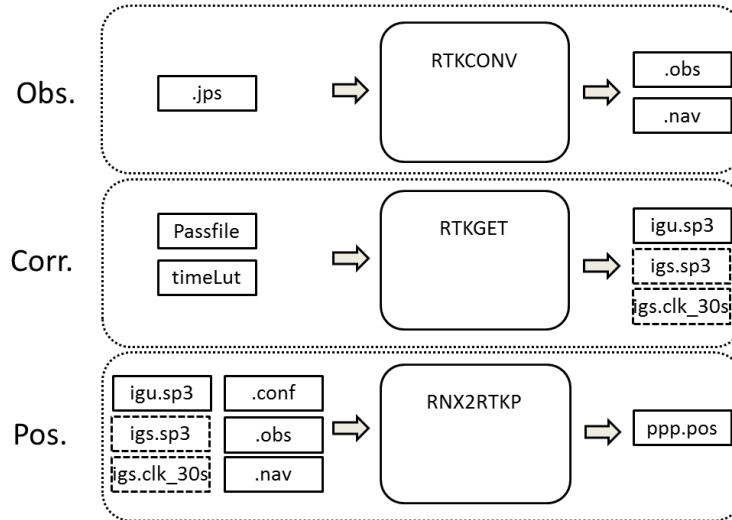 Obs.
.jps
RTKCONV
.obs
.nav
Corr.
Passfile
timeLut
RTKGET
igu.sp3
igs.sp3
igs.clk_30s
Pos.
igu.sp3
.conf
igs.sp3
.obs
igs.clk_30s
.nav
RNX2RTKP
ppp.pos